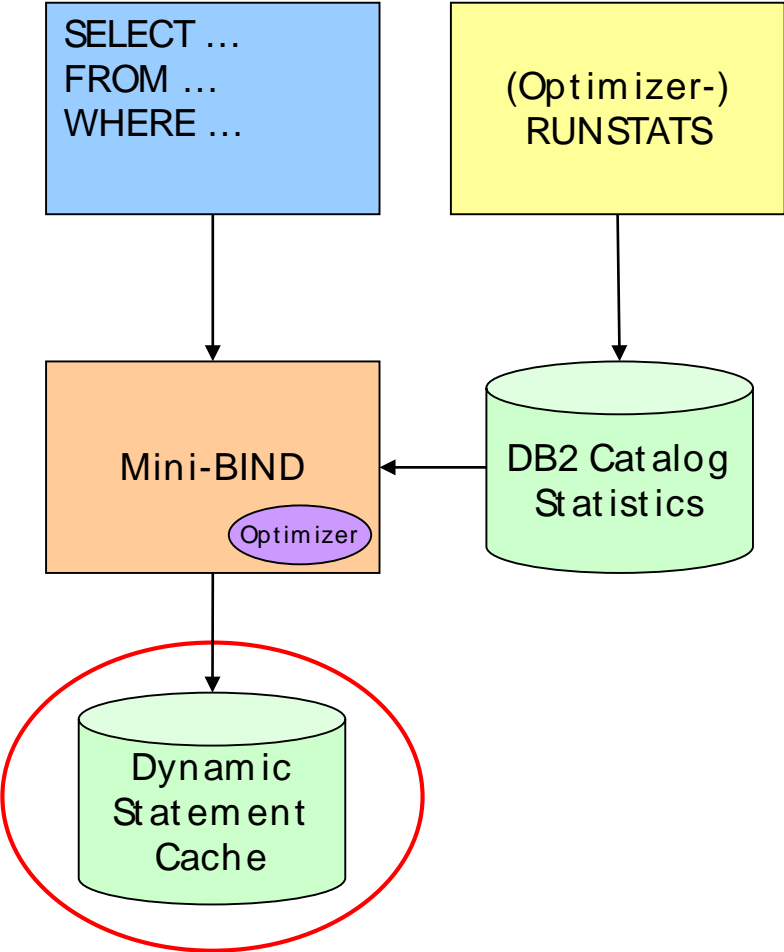 SELECT …
FROM …
WHERE …
(Optimizer-)
RUNSTATS
Mini-BIND
Optimizer
DB2 Catalog
Statistics
Dynamic
Statement
Cache